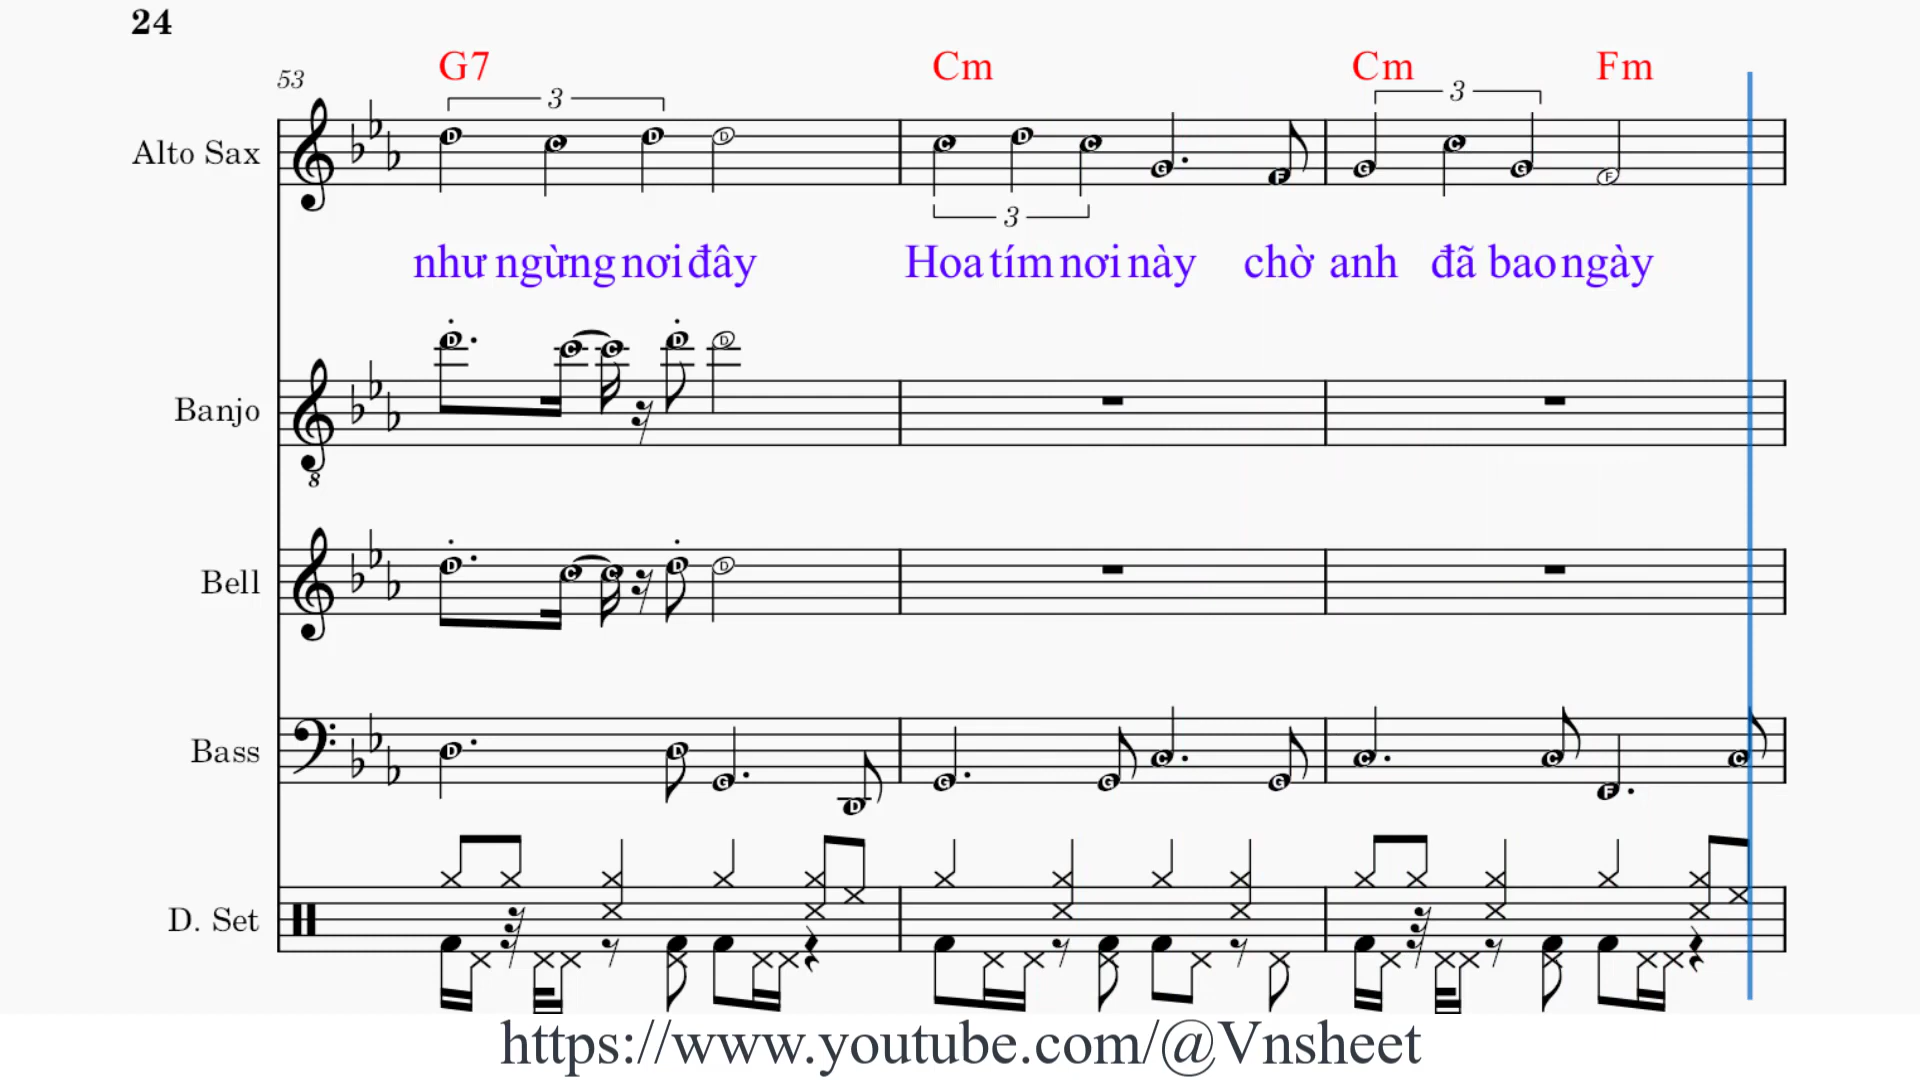 24
G7 Cm Cm Fm
53
3 3 3
Alto Sax
D C D D C D C G F G C G F
như ngừng nơi đây Hoa tím nơi này chờ anh đã bao ngày
Banjo
D C C D D
8
Bell
D C C D D
Bass
D D G D G G C G C C F C
D. Set
https://www.youtube.com/@Vnsheet